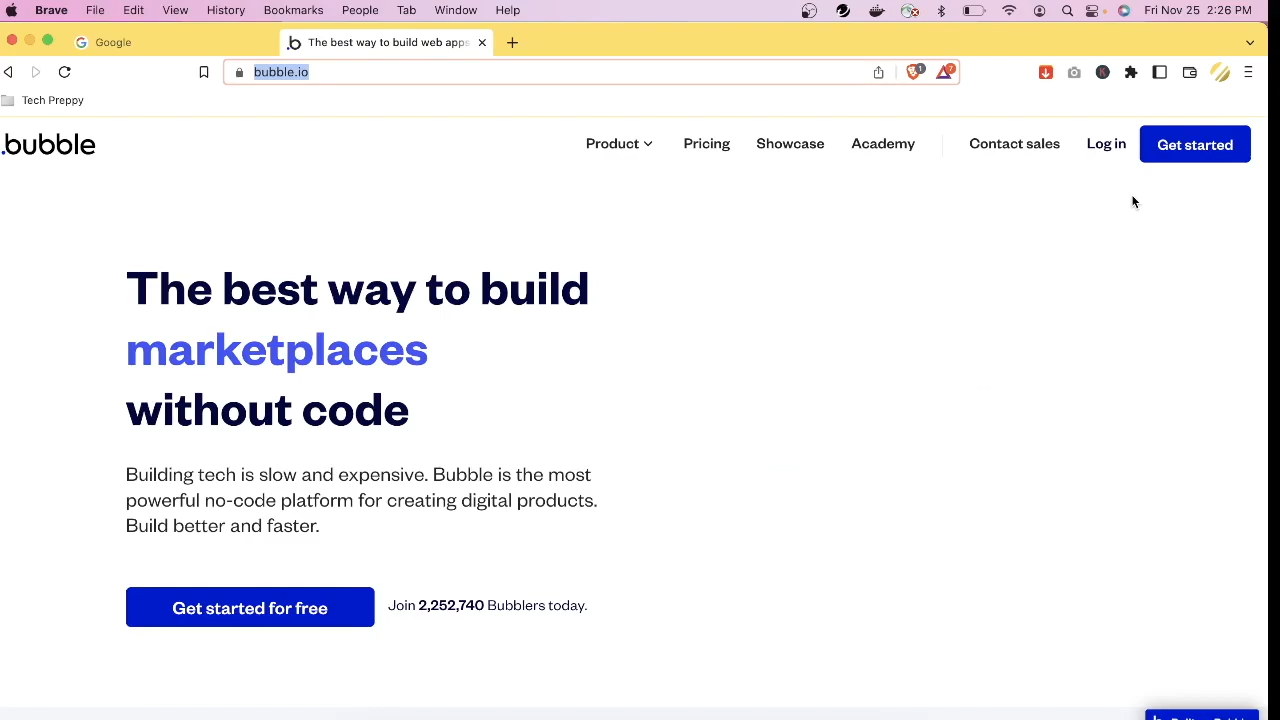 Brave File Edit View History Bookmarks People Tab Window Help Fri Nov 25 2:26 PM
Google The best way to build web apps
bubble.io 1 7 K
Tech Preppy
.bubble Product Pricing Showcase Academy Contact sales Log in Get started
The best way to build
marketplaces
without code
Building tech is slow and expensive. Bubble is the most
powerful no-code platform for creating digital products.
Build better and faster.
Get started for free Join 2,252,740 Bubblers today.